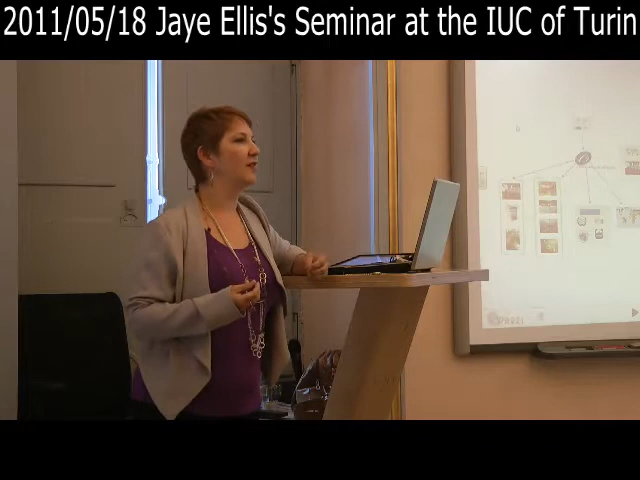 2011/05/18 Jaye Ellis's Seminar at the IUC of Turin